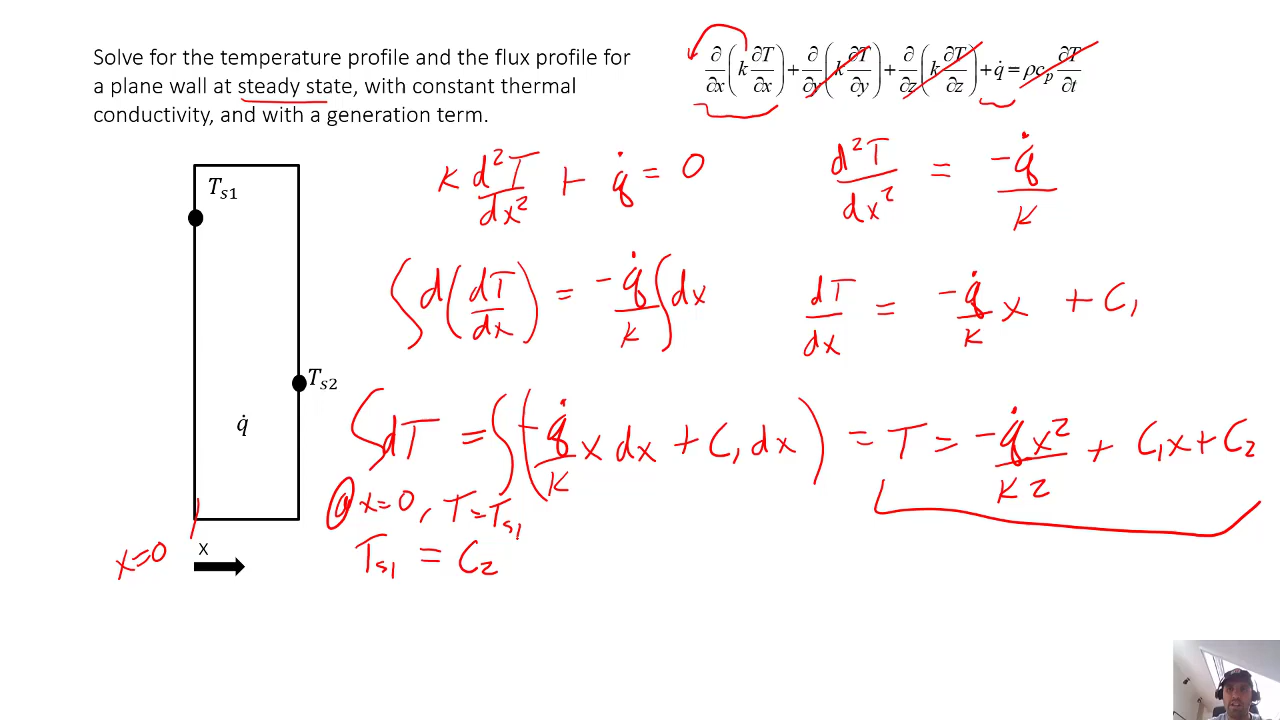 Solve for the temperature profile and the flux profile for
a plane wall at steady state, with constant thermal
conductivity, and with a generation term.
∂/∂x (k ∂T/∂x) + ∂/∂y (k ∂T/∂y) + ∂/∂z (k ∂T/∂z) + q̇ = ρc_p ∂T/∂t
T_s1
T_s2
q̇
x=0
x
k d²T/dx² + q̇ = 0
d²T/dx² = -q̇/k
∫ d(dT/dx) = -q̇/k ∫ dx
dT/dx = -q̇/k x + C₁
∫ dT = ∫ (-q̇/k x dx + C₁ dx) = T = -q̇x²/k2 + C₁x + C₂
@ x=0, T=T_s1
T_s1 = C₂